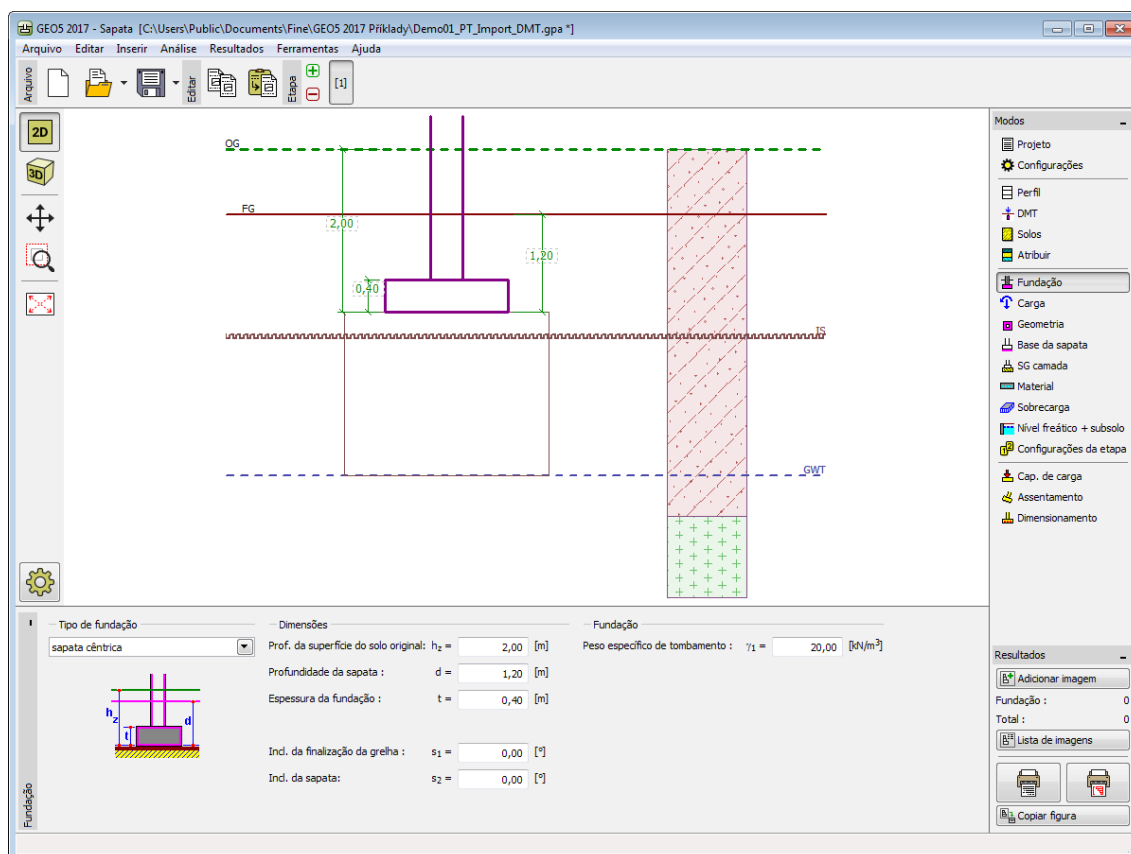 GEO5 2017 - Sapata [C:\Users\Public\Documents\Fine\GEO5 2017 Příklady\Demo01_PT_Import_DMT.gpa *]
Arquivo Editar Inserir Análise Resultados Ferramentas Ajuda
Arquivo
Editar
Etapa
[1]
2D
3D
OG
FG
2,00
1,20
0,40
IS
GWT
Modos
Projeto
Configurações
Perfil
DMT
Solos
Atribuir
Fundação
Carga
Geometria
Base da sapata
SG camada
Material
Sobrecarga
Nível freático + subsolo
Configurações da etapa
Cap. de carga
Assentamento
Dimensionamento
Fundação
Tipo de fundação
sapata cêntrica
hz
t
d
Dimensões
Prof. da superfície do solo original: hz = 2,00 [m]
Profundidade da sapata : d = 1,20 [m]
Espessura da fundação : t = 0,40 [m]
Incl. da finalização da grelha : s1 = 0,00 [°]
Incl. da sapata: s2 = 0,00 [°]
Fundação
Peso específico de tombamento : γ1 = 20,00 [kN/m³]
Resultados
Adicionar imagem
Fundação : 0
Total : 0
Lista de imagens
Copiar figura